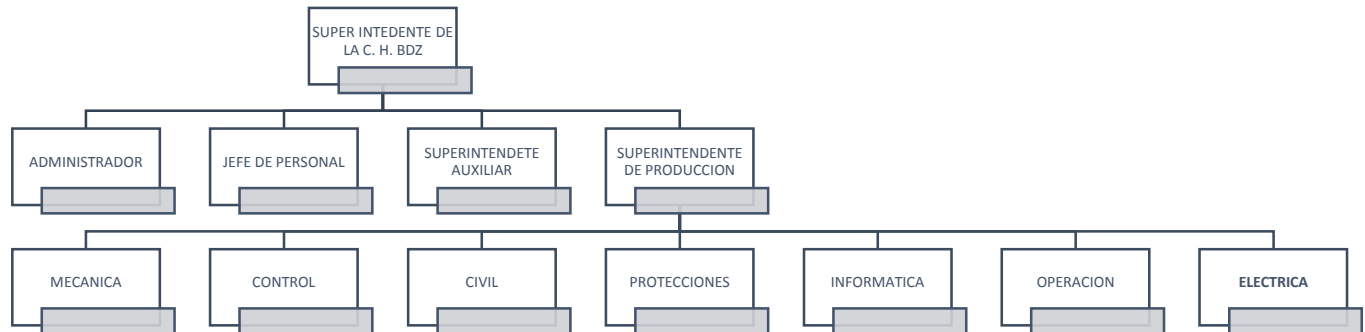 SUPER INTEDENTE DE
LA C. H. BDZ
ADMINISTRADOR
JEFE DE PERSONAL
SUPERINTENDETE
AUXILIAR
SUPERINTENDENTE
DE PRODUCCION
MECANICA
CONTROL
CIVIL
PROTECCIONES
INFORMATICA
OPERACION
ELECTRICA